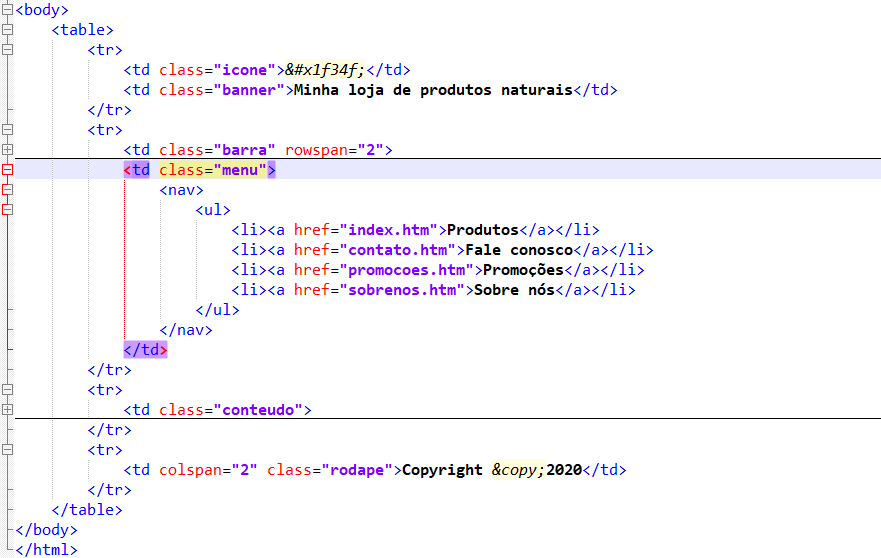 <body>
<table>
<tr>
<td class="icone">&#x1f34f;</td>
<td class="banner">Minha loja de produtos naturais</td>
</tr>
<tr>
<td class="barra" rowspan="2">
<td class="menu">
<nav>
<ul>
<li><a href="index.htm">Produtos</a></li>
<li><a href="contato.htm">Fale conosco</a></li>
<li><a href="promocoes.htm">Promoções</a></li>
<li><a href="sobrenos.htm">Sobre nós</a></li>
</ul>
</nav>
</td>
</tr>
<tr>
<td class="conteudo">
</tr>
<tr>
<td colspan="2" class="rodape">Copyright &copy;2020</td>
</tr>
</table>
</body>
</html>